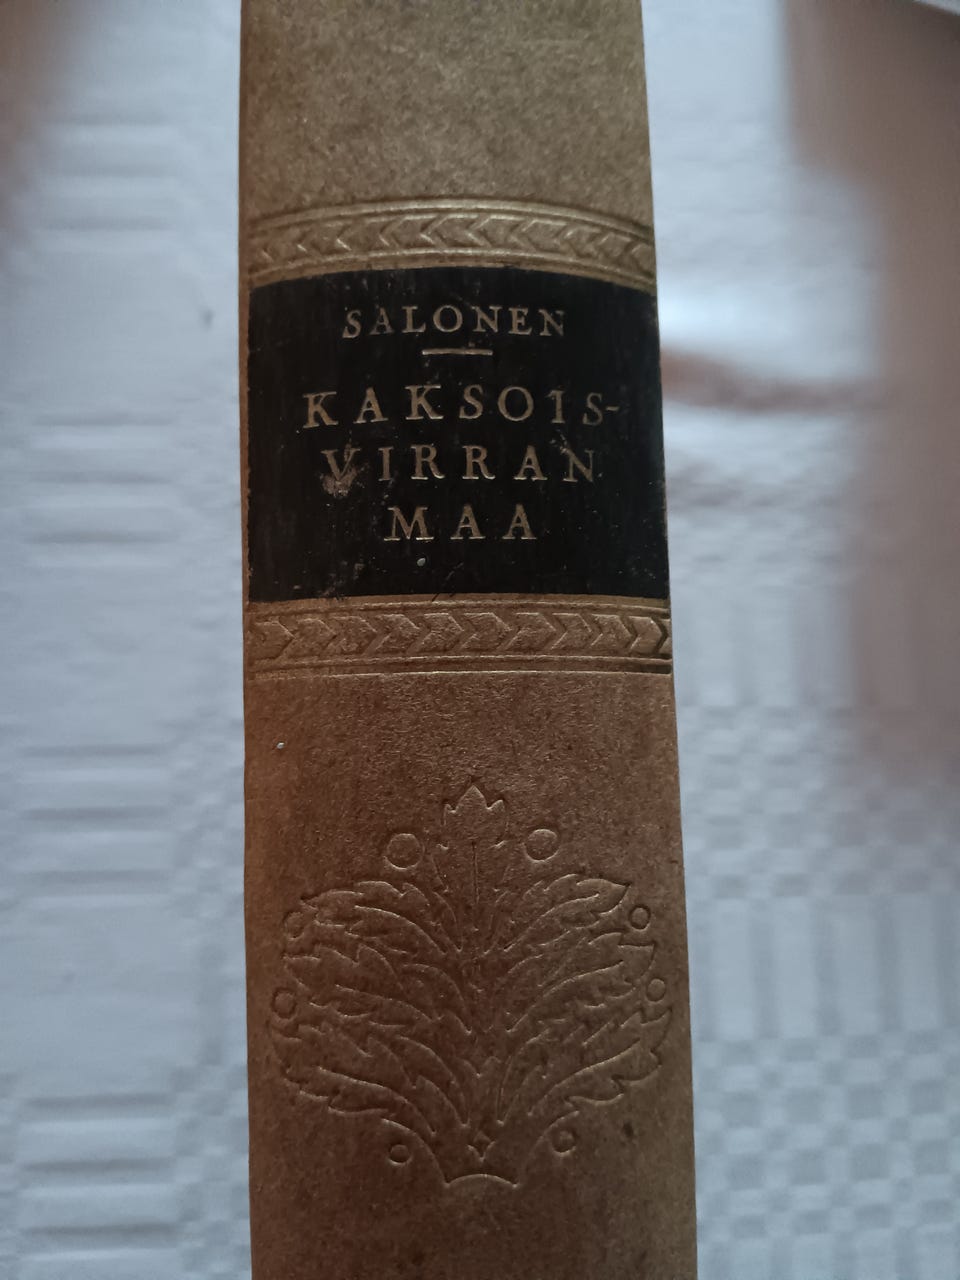 SALONEN
KAKSOIS-
VIRRAN
MAA